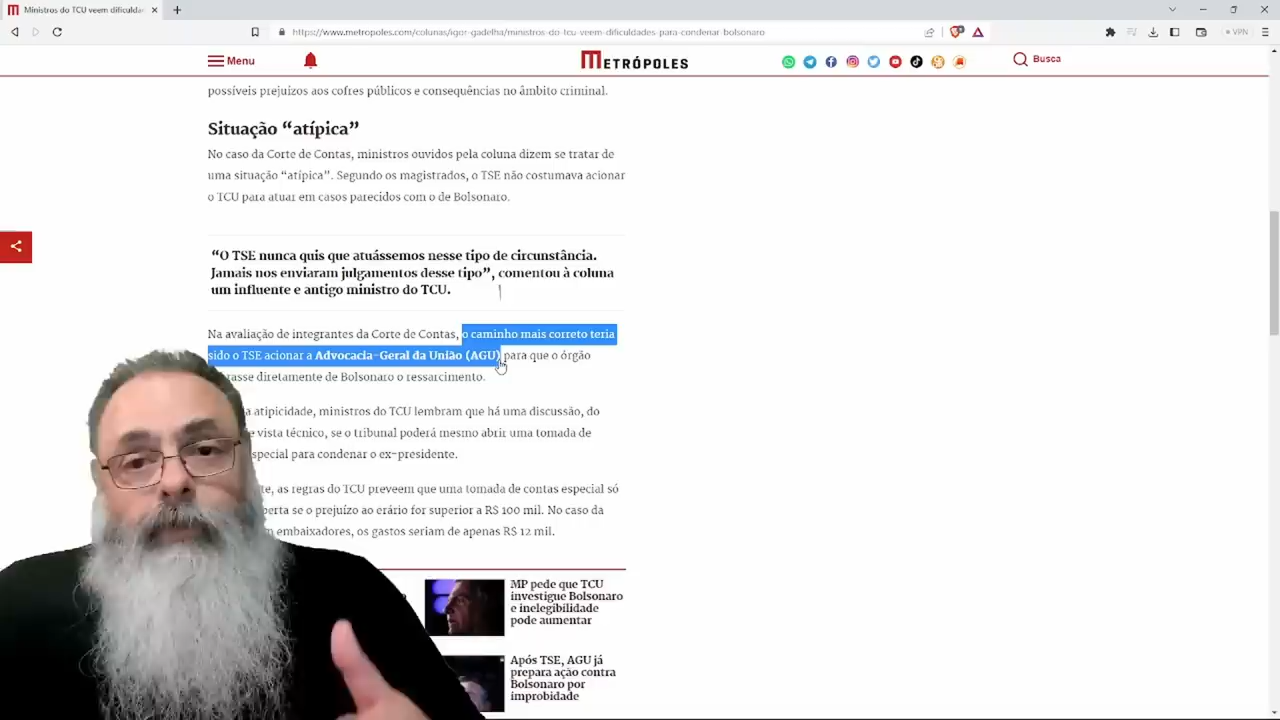 Ministros do TCU veem dificulda
https://www.metropoles.com/colunas/igor-gadelha/ministros-do-tcu-veem-dificuldades-para-condenar-bolsonaro
VPN
Menu
METRÓPOLES
Busca
possíveis prejuízos aos cofres públicos e consequências no âmbito criminal.
Situação “atípica”
No caso da Corte de Contas, ministros ouvidos pela coluna dizem se tratar de
uma situação “atípica”. Segundo os magistrados, o TSE não costumava acionar
o TCU para atuar em casos parecidos com o de Bolsonaro.
“O TSE nunca quis que atuássemos nesse tipo de circunstância.
Jamais nos enviaram julgamentos desse tipo”, comentou à coluna
um influente e antigo ministro do TCU.
Na avaliação de integrantes da Corte de Contas, o caminho mais correto teria
sido o TSE acionar a Advocacia-Geral da União (AGU) para que o órgão
rasse diretamente de Bolsonaro o ressarcimento.
a atipicidade, ministros do TCU lembram que há uma discussão, do
e vista técnico, se o tribunal poderá mesmo abrir uma tomada de
special para condenar o ex-presidente.
te, as regras do TCU preveem que uma tomada de contas especial só
berta se o prejuízo ao erário for superior a R$ 100 mil. No caso da
embaixadores, os gastos seriam de apenas R$ 12 mil.
MP pede que TCU
investigue Bolsonaro
e inelegibilidade
pode aumentar
Após TSE, AGU já
prepara ação contra
Bolsonaro por
improbidade